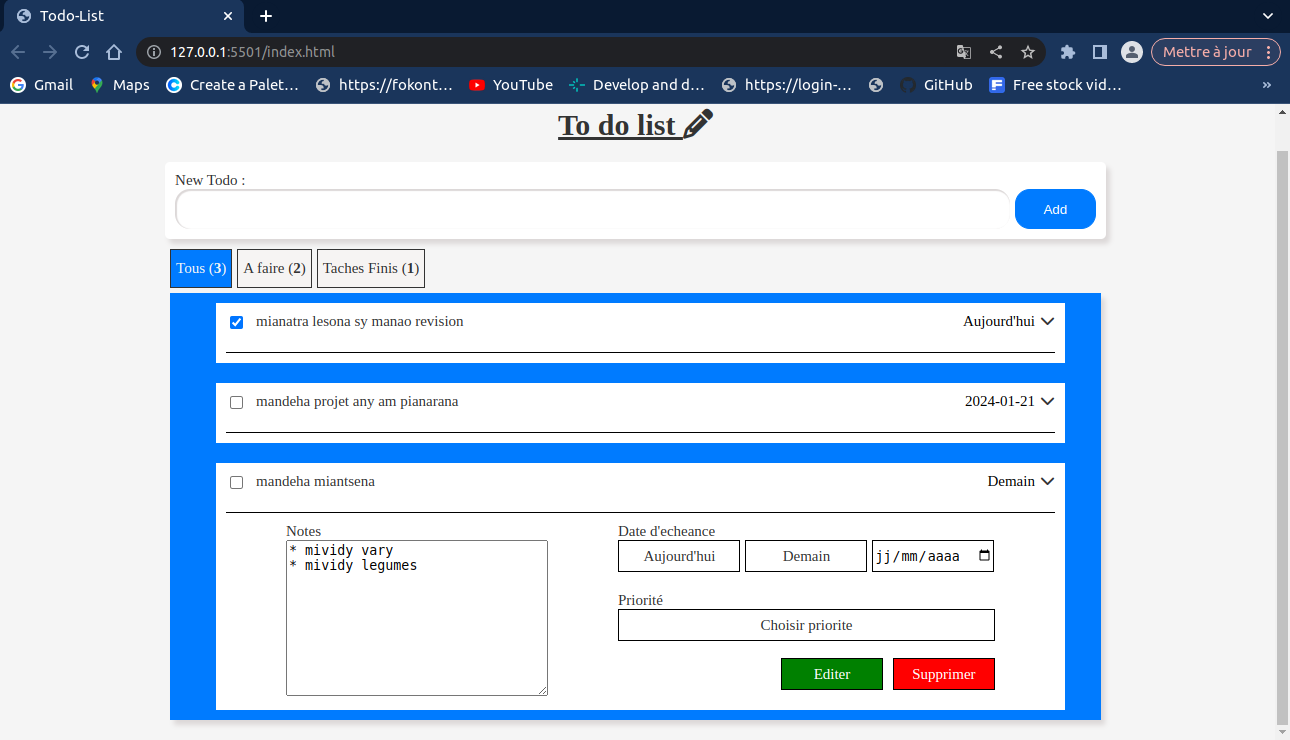 Todo-List
127.0.0.1:5501/index.html
Mettre à jour
Gmail Maps Create a Palet... https://fokont... YouTube Develop and d... https://login-... GitHub Free stock vid... »
To do list
New Todo :
Add
Tous (3) A faire (2) Taches Finis (1)
mianatra lesona sy manao revision Aujourd'hui
mandeha projet any am pianarana 2024-01-21
mandeha miantsena Demain
Notes
* mividy vary
* mividy legumes
Date d'echeance
Aujourd'hui Demain jj/mm/aaaa
Priorité
Choisir priorite
Editer Supprimer